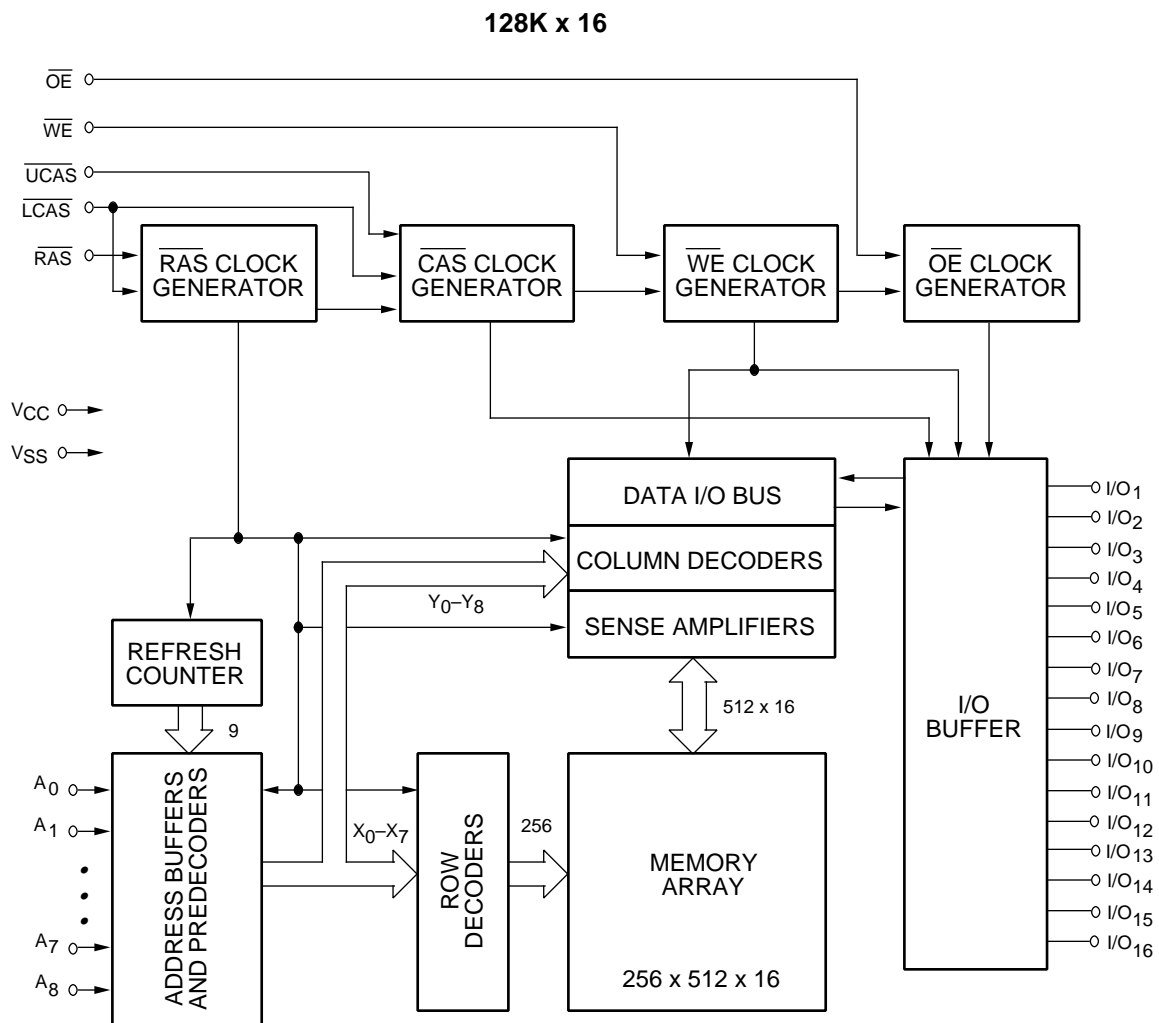 128K x 16
OE
WE
UCAS
LCAS
RAS
RAS CLOCK
GENERATOR
CAS CLOCK
GENERATOR
WE CLOCK
GENERATOR
OE CLOCK
GENERATOR
VCC
VSS
DATA I/O BUS
COLUMN DECODERS
SENSE AMPLIFIERS
Y0–Y8
REFRESH
COUNTER
9
512 x 16
I/O
BUFFER
I/O1
I/O2
I/O3
I/O4
I/O5
I/O6
I/O7
I/O8
I/O9
I/O10
I/O11
I/O12
I/O13
I/O14
I/O15
I/O16
A0
A1
A7
A8
ADDRESS BUFFERS
AND PREDECODERS
X0–X7
ROW
DECODERS
256
MEMORY
ARRAY
256 x 512 x 16